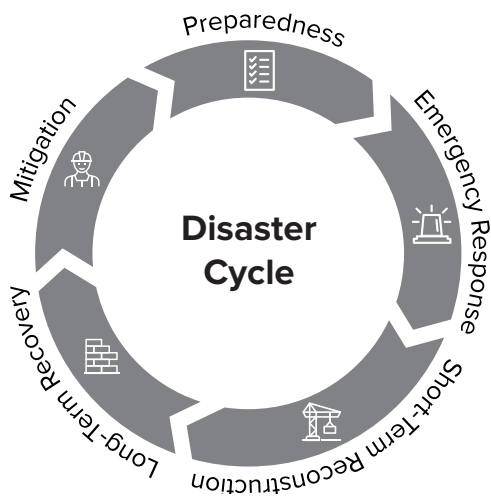 Preparedness
Emergency Response
Short-Term Reconstruction
Long-Term Recovery
Mitigation
Disaster
Cycle